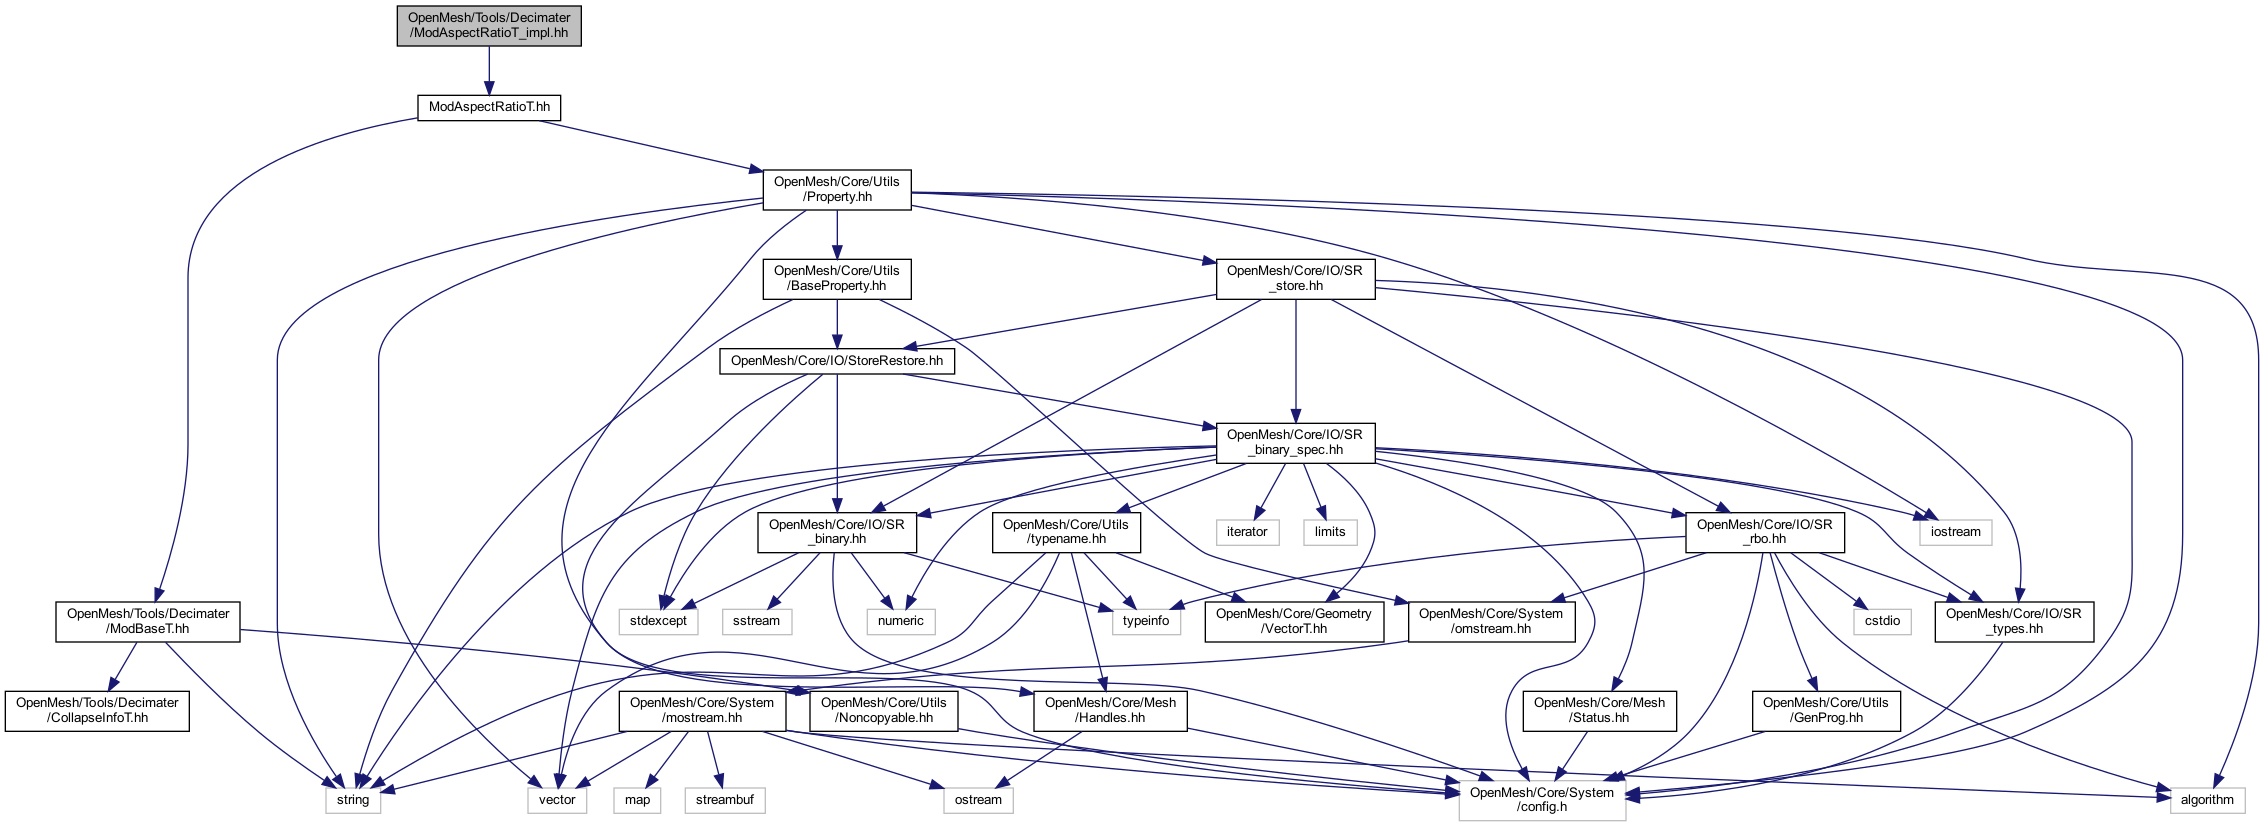 OpenMesh/Tools/Decimater
/ModAspectRatioT_impl.hh
ModAspectRatioT.hh
OpenMesh/Core/Utils
/Property.hh
OpenMesh/Core/Utils
/BaseProperty.hh
OpenMesh/Core/IO/SR
_store.hh
OpenMesh/Core/IO/StoreRestore.hh
OpenMesh/Core/IO/SR
_binary_spec.hh
OpenMesh/Core/IO/SR
_binary.hh
OpenMesh/Core/Utils
/typename.hh
iterator
limits
OpenMesh/Core/IO/SR
_rbo.hh
iostream
OpenMesh/Tools/Decimater
/ModBaseT.hh
stdexcept
sstream
numeric
typeinfo
OpenMesh/Core/Geometry
/VectorT.hh
OpenMesh/Core/System
/omstream.hh
cstdio
OpenMesh/Core/IO/SR
_types.hh
OpenMesh/Tools/Decimater
/CollapseInfoT.hh
OpenMesh/Core/System
/mostream.hh
OpenMesh/Core/Utils
/Noncopyable.hh
OpenMesh/Core/Mesh
/Handles.hh
OpenMesh/Core/Mesh
/Status.hh
OpenMesh/Core/Utils
/GenProg.hh
string
vector
map
streambuf
ostream
OpenMesh/Core/System
/config.h
algorithm